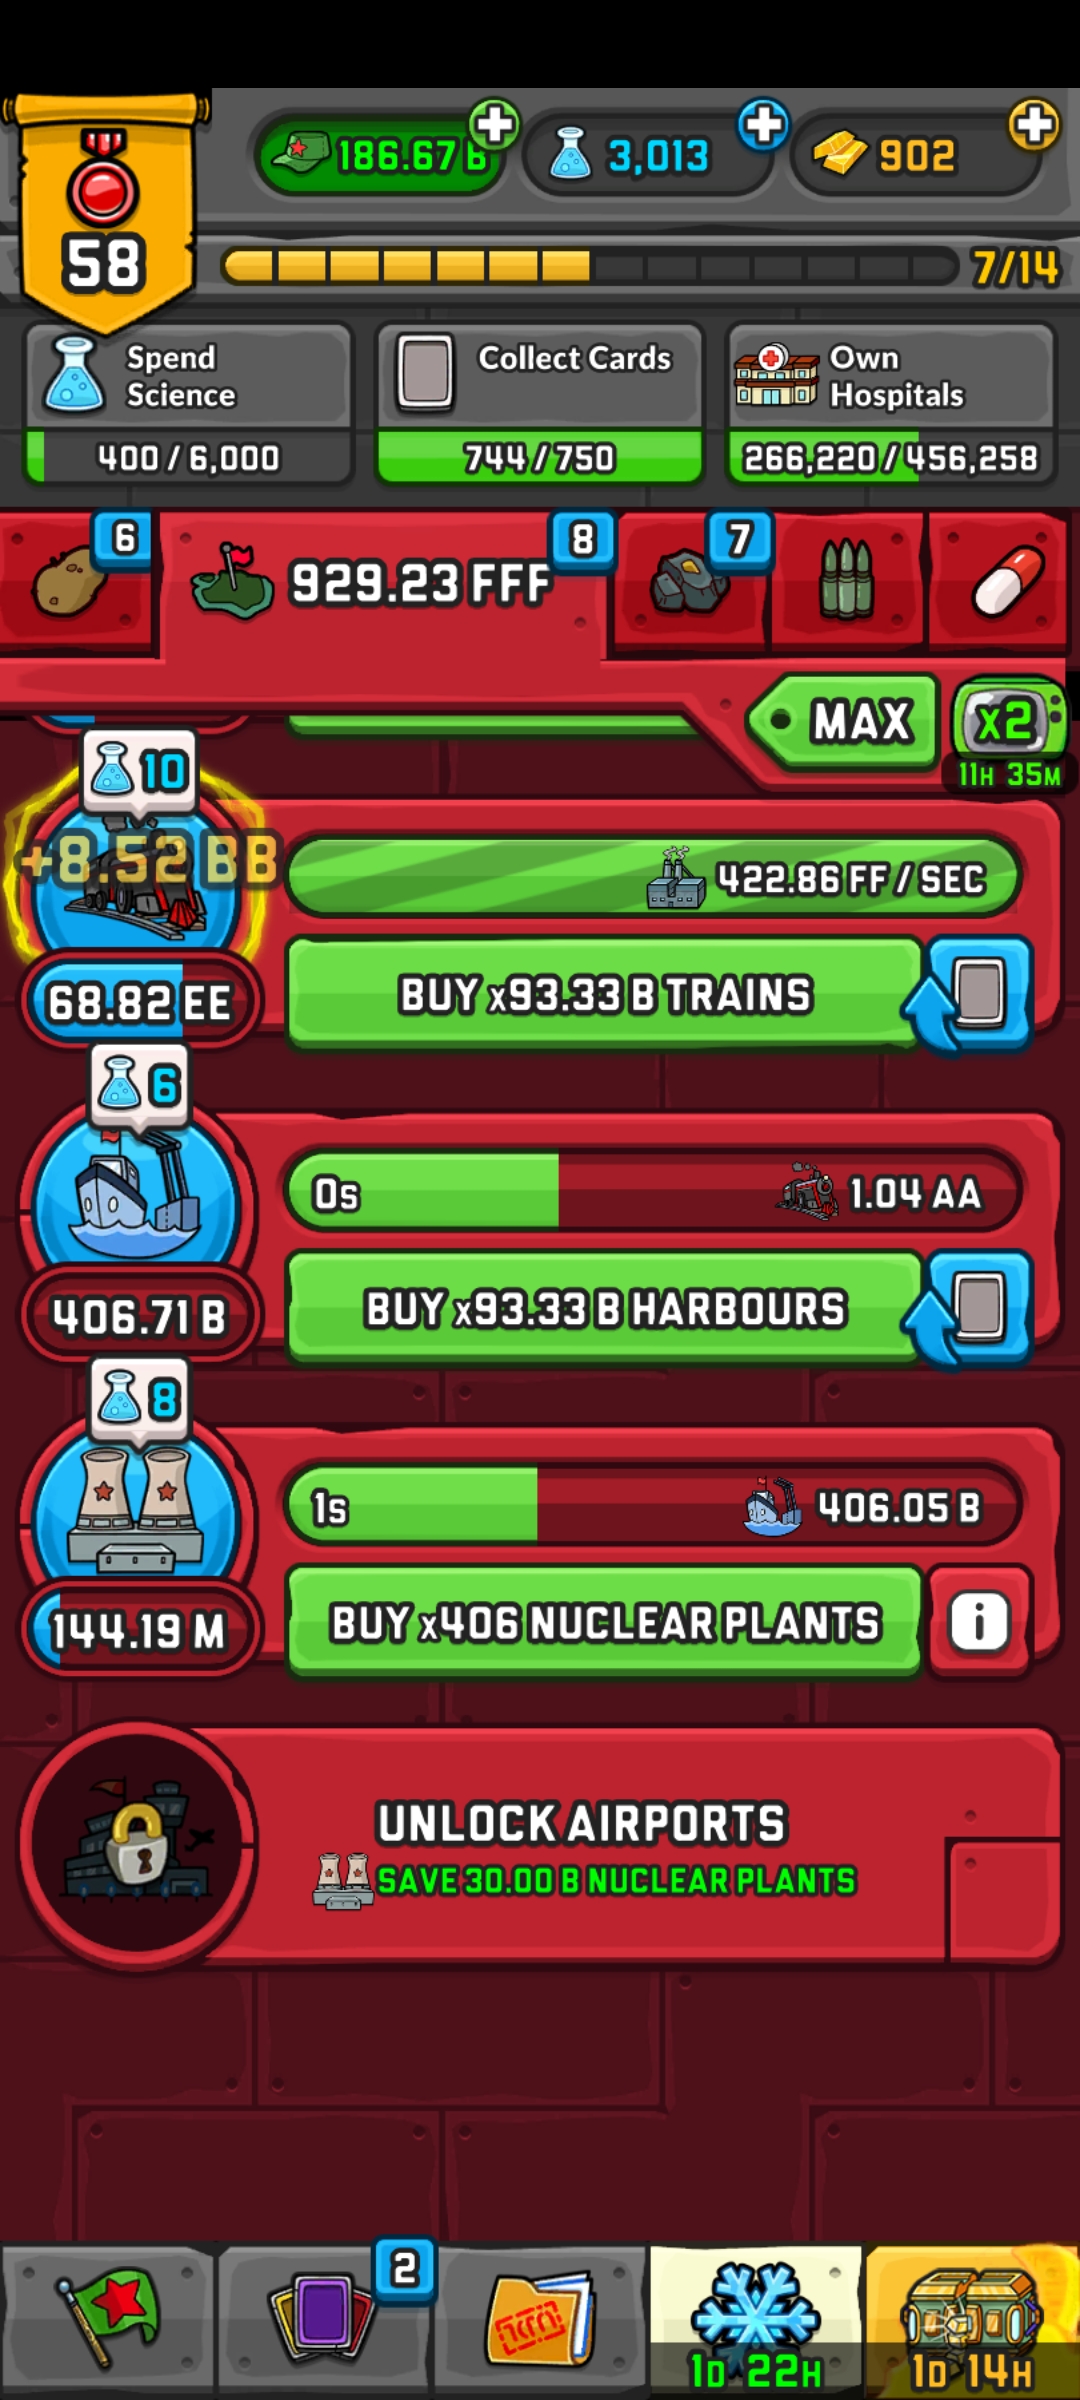 58
186.67 B
3,013
902
7/14
Spend
Science
400 / 6,000
Collect Cards
744 / 750
Own
Hospitals
266,220 / 456,258
6
929.23 FFF
8
7
MAX
x2
11H 35M
10
+8.52 BB
422.86 FF / SEC
68.82 EE
BUY x93.33 B TRAINS
6
0s
1.04 AA
406.71 B
BUY x93.33 B HARBOURS
8
1s
406.05 B
144.19 M
BUY x406 NUCLEAR PLANTS
i
UNLOCK AIRPORTS
SAVE 30.00 B NUCLEAR PLANTS
2
1D 22H
1D 14H